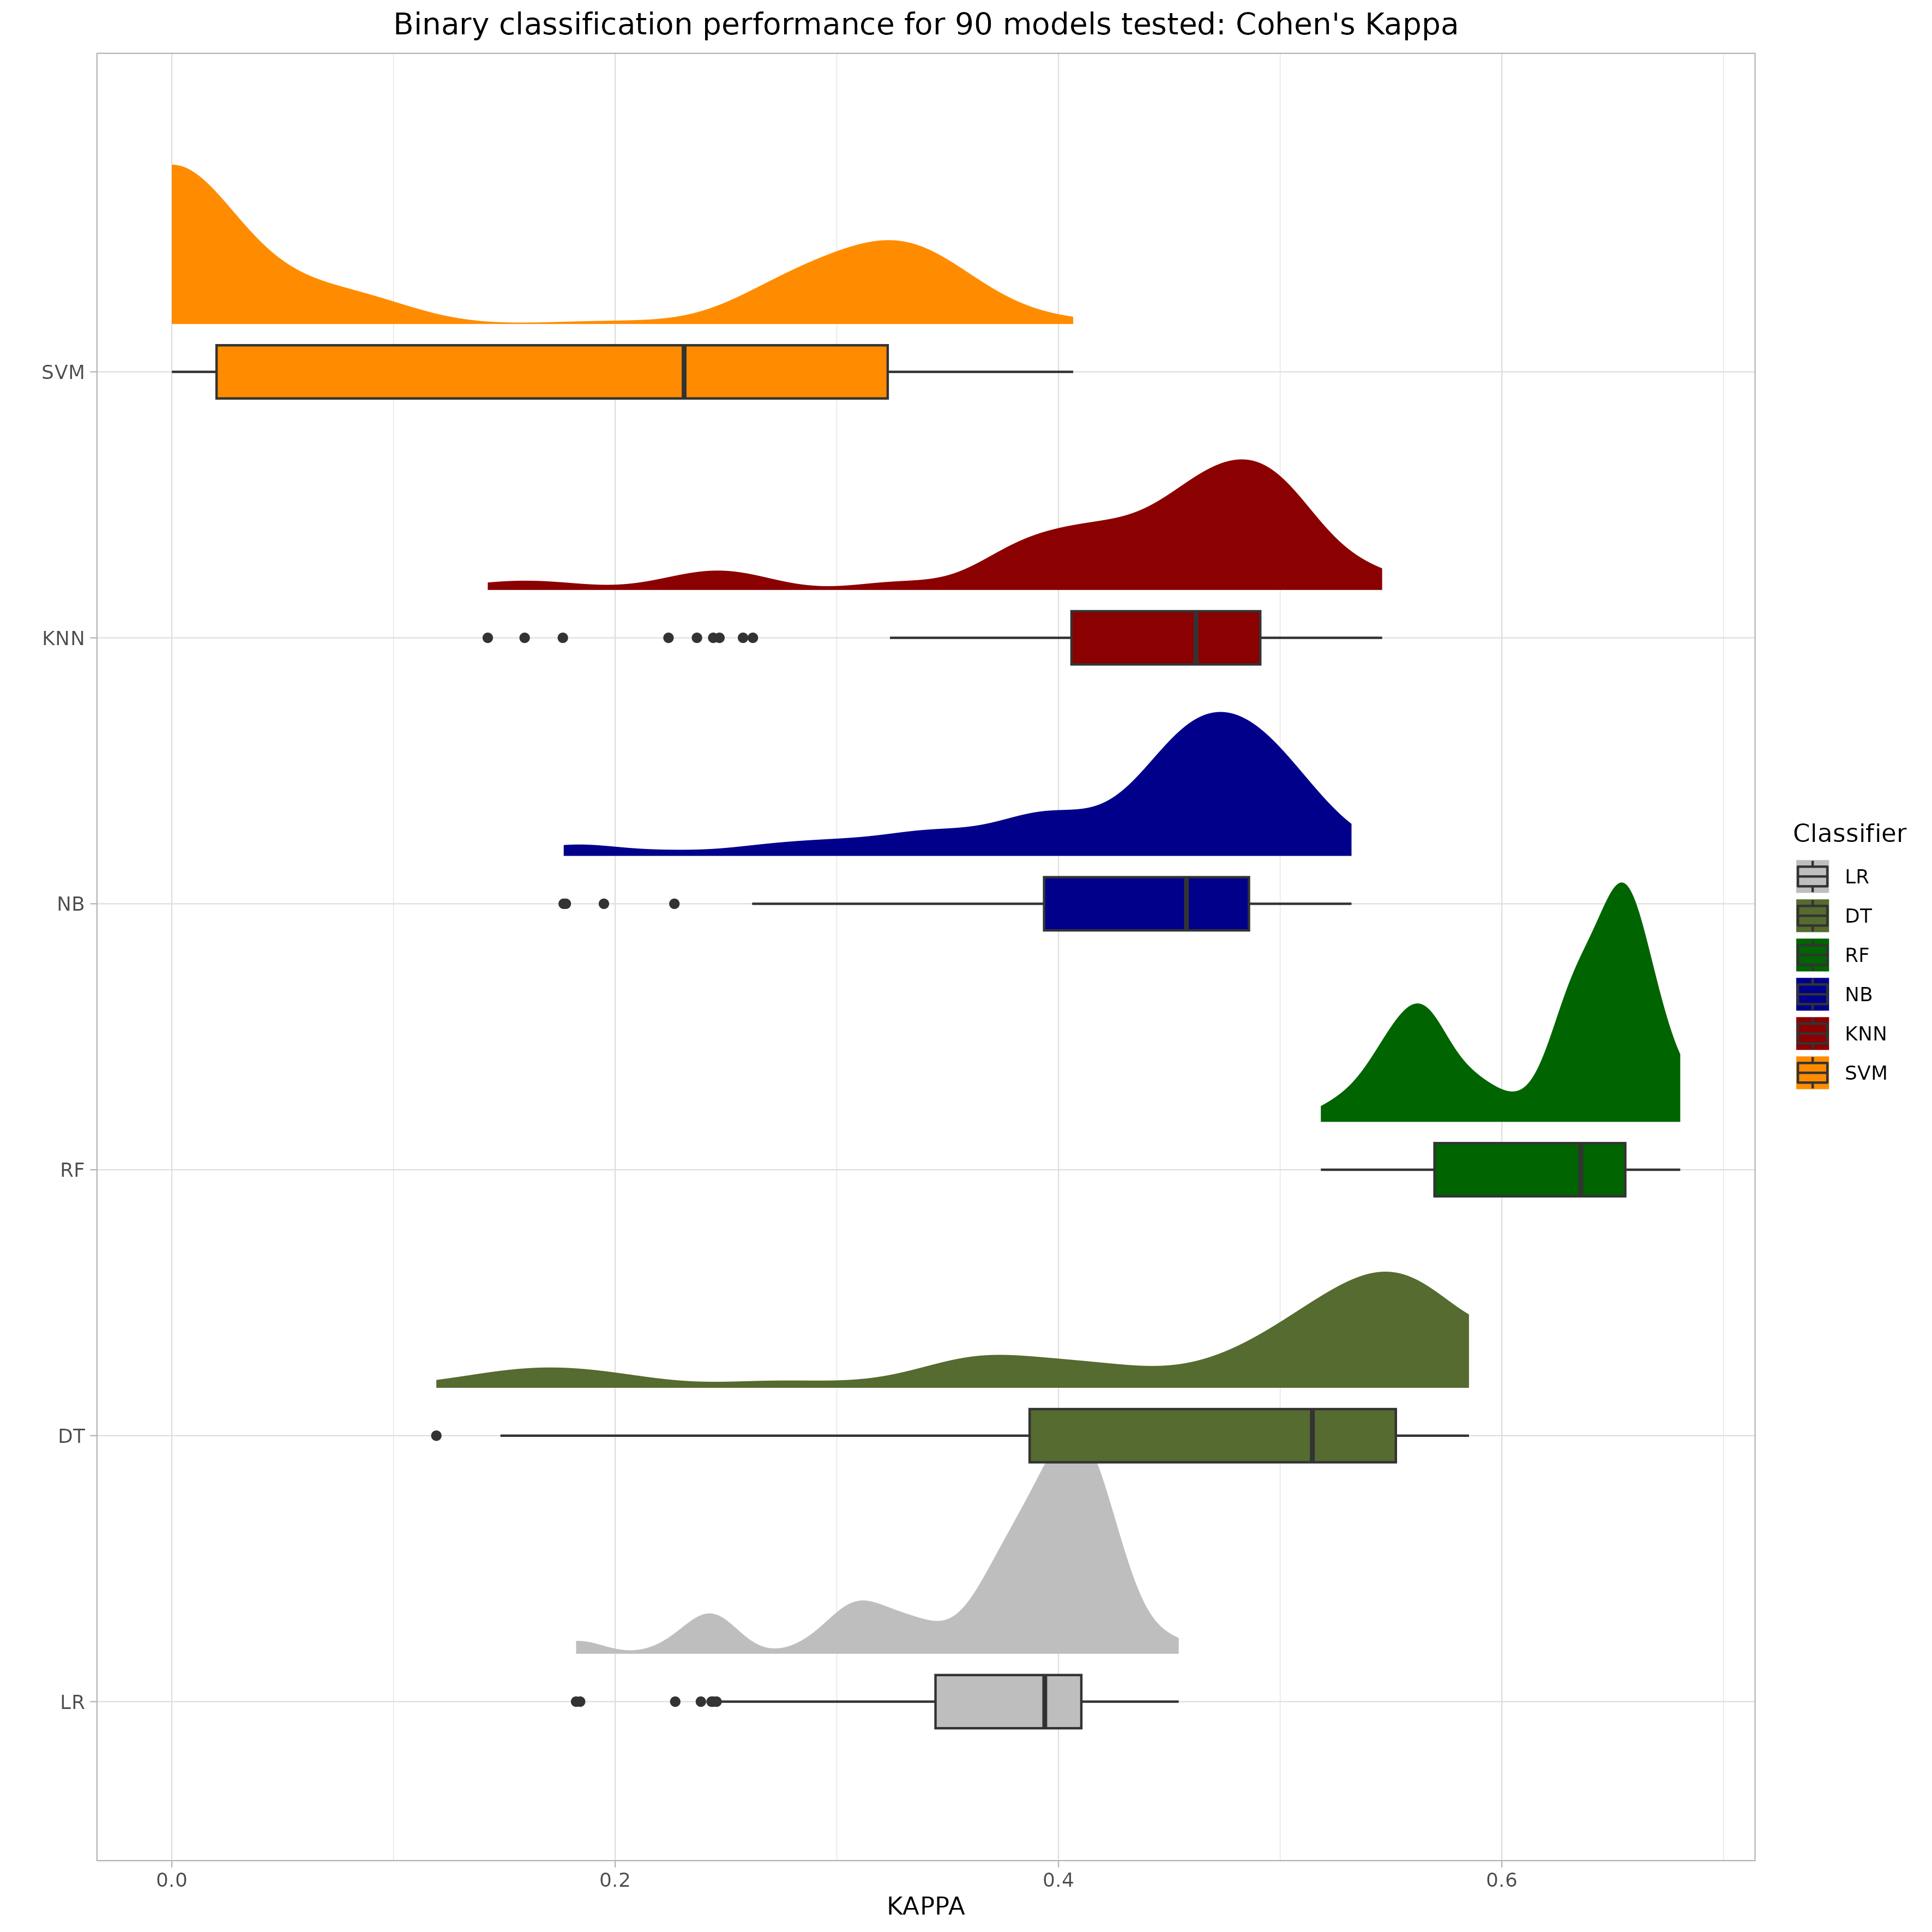 Binary classification performance for 90 models tested: Cohen's Kappa
SVM
KNN
NB
RF
DT
LR
0.0
0.2
0.4
0.6
KAPPA
Classifier
LR
DT
RF
NB
KNN
SVM